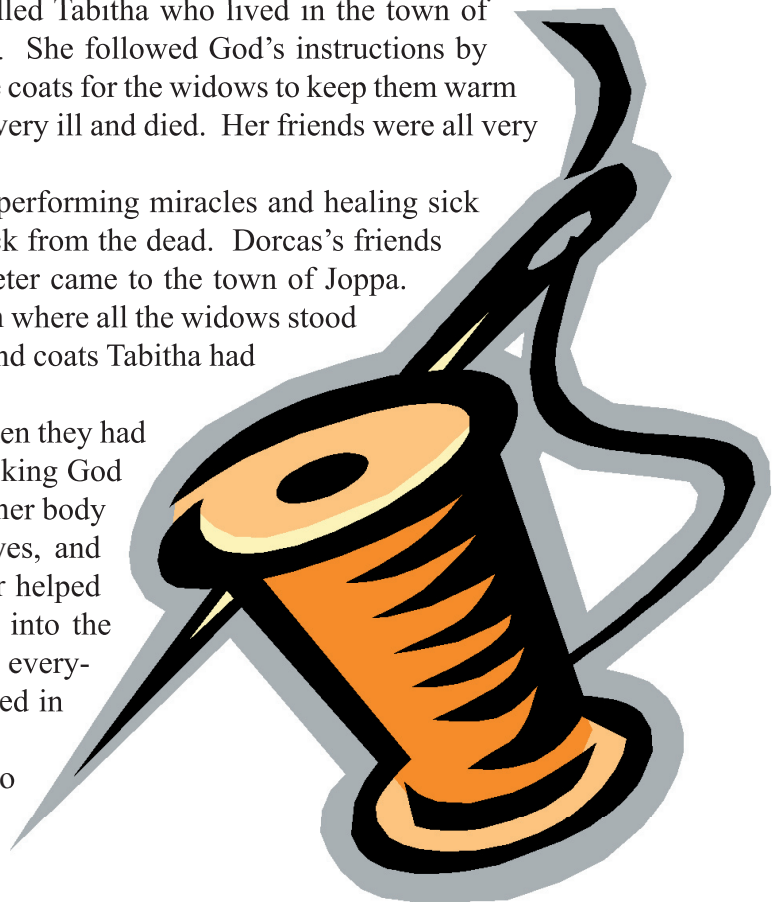 lled Tabitha who lived in the town of
. She followed God’s instructions by
e coats for the widows to keep them warm
very ill and died. Her friends were all very
performing miracles and healing sick
ck from the dead. Dorcas’s friends
eter came to the town of Joppa.
n where all the widows stood
nd coats Tabitha had
en they had
king God
her body
yes, and
r helped
into the
every-
ed in
o